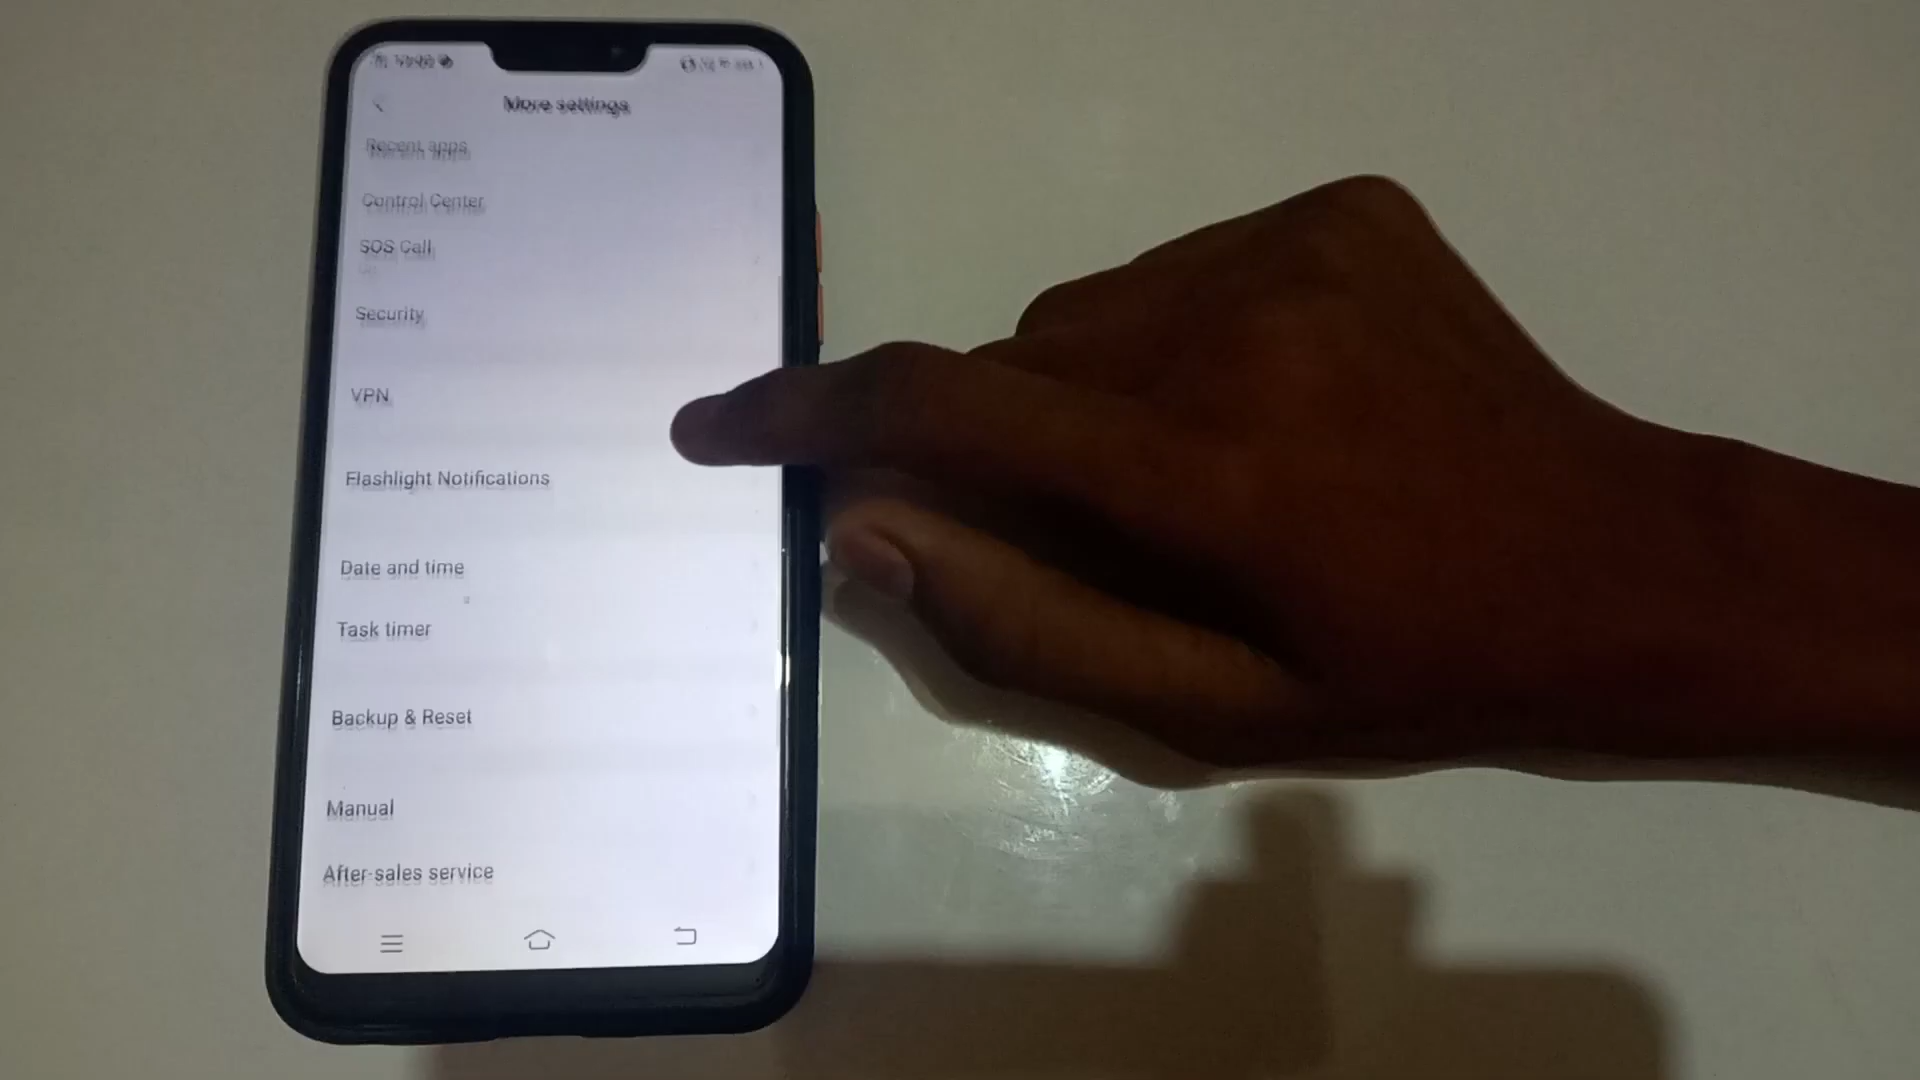 More settings
Recent apps
Control Center
SOS Call
Security
VPN
Flashlight Notifications
Date and time
Task timer
Backup & Reset
Manual
After-sales service